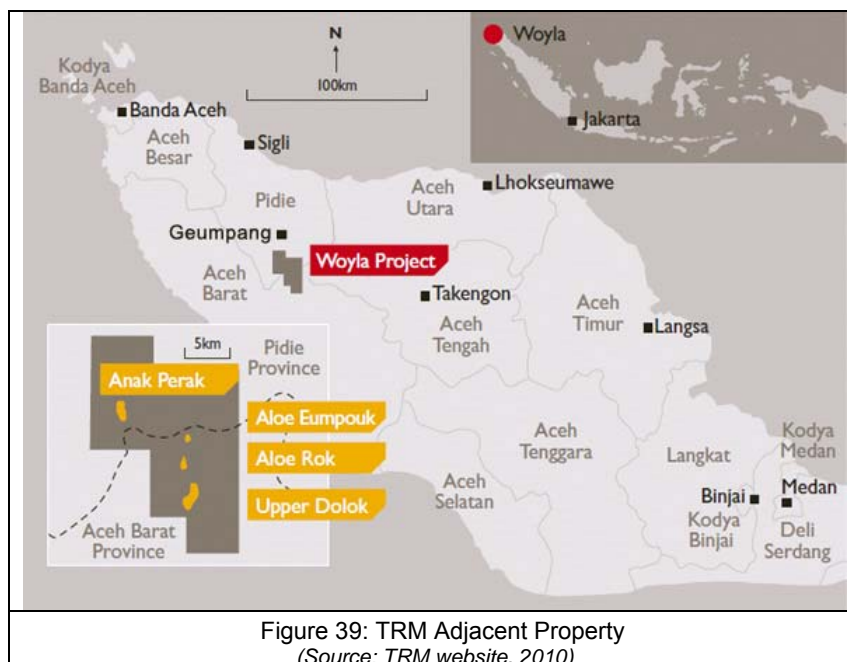 Woyla
Jakarta
N
100km
Kodya
Banda Aceh
Banda Aceh
Aceh
Besar
Sigli
Pidie
Lhokseumawe
Aceh
Utara
Geumpang
Woyla Project
Aceh
Barat
Takengon
Aceh
Tengah
Aceh
Timur
Langsa
5km
Pidie
Province
Anak Perak
Aloe Eumpouk
Aloe Rok
Upper Dolok
Aceh Barat
Province
Aceh
Tenggara
Aceh
Selatan
Langkat
Kodya
Medan
Binjai
Medan
Kodya
Binjai
Deli
Serdang
Figure 39: TRM Adjacent Property
(Source: TRM website, 2010)